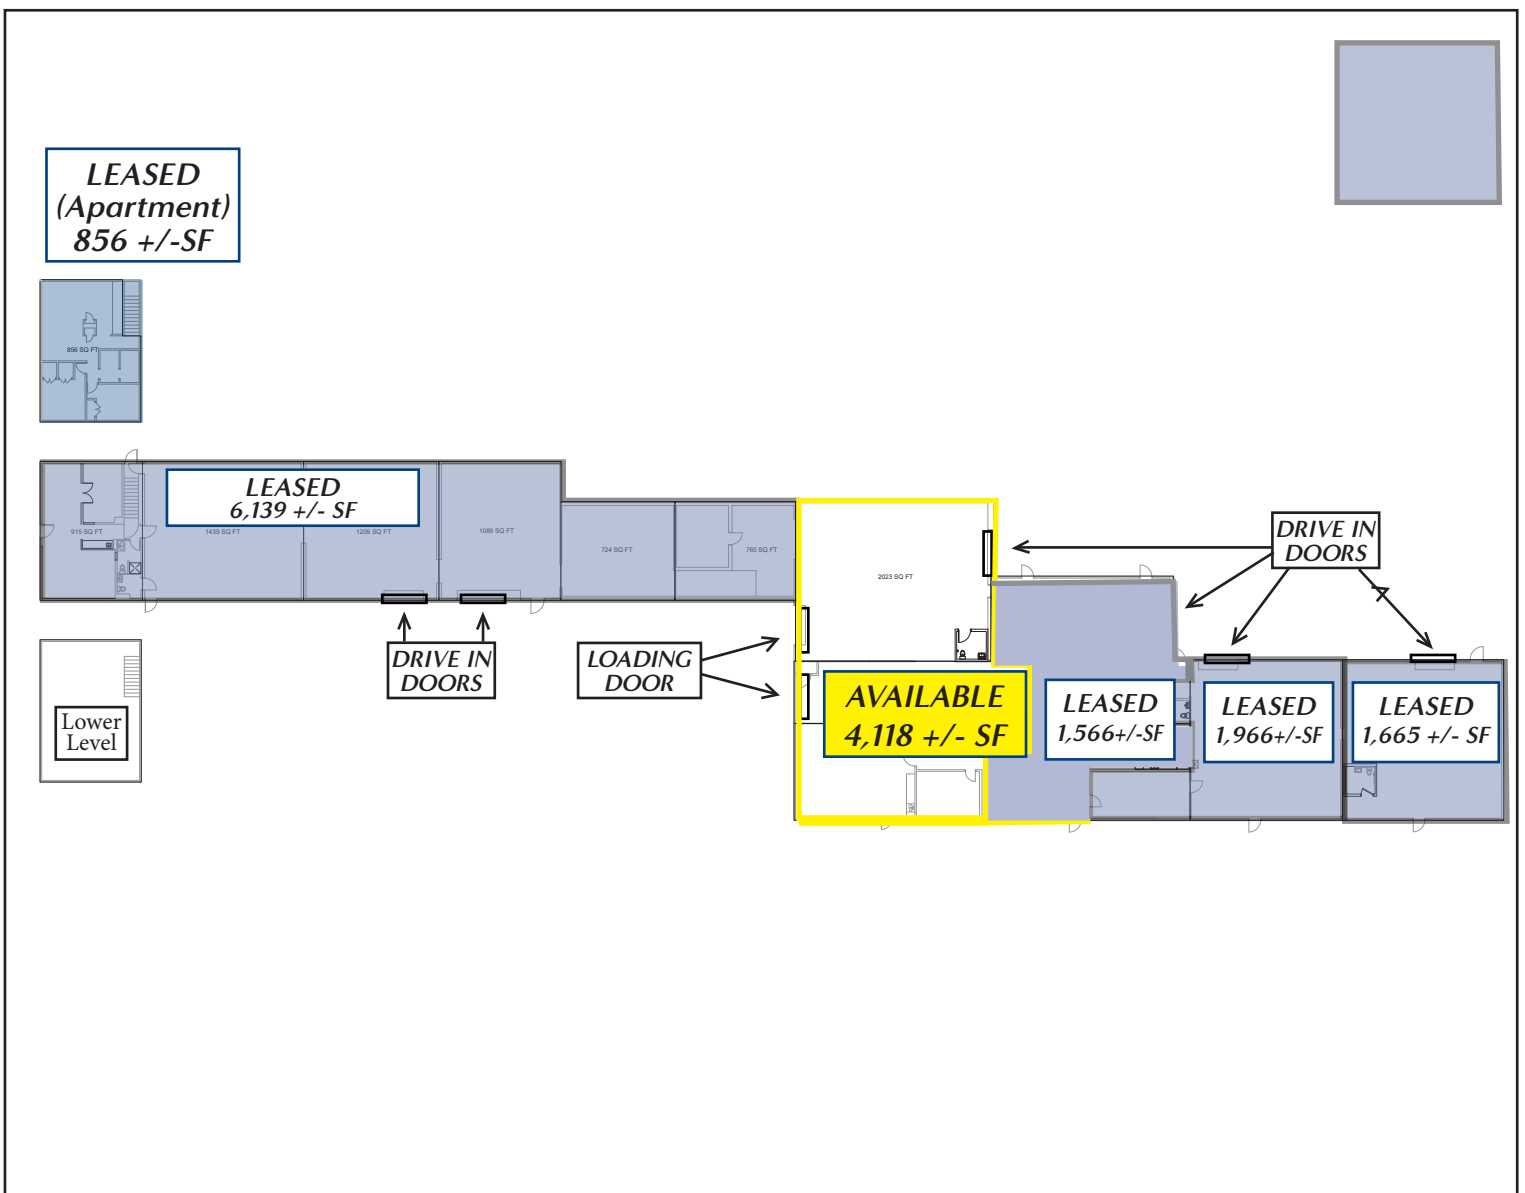 LEASED
(Apartment)
856 +/-SF
856 SQ FT
LEASED
6,139 +/- SF
915 SQ FT
1439 SQ FT
1209 SQ FT
1089 SQ FT
724 SQ FT
765 SQ FT
2023 SQ FT
DRIVE IN
DOORS
DRIVE IN
DOORS
LOADING
DOOR
Lower
Level
AVAILABLE
4,118 +/- SF
LEASED
1,566+/-SF
LEASED
1,966+/-SF
LEASED
1,665 +/- SF